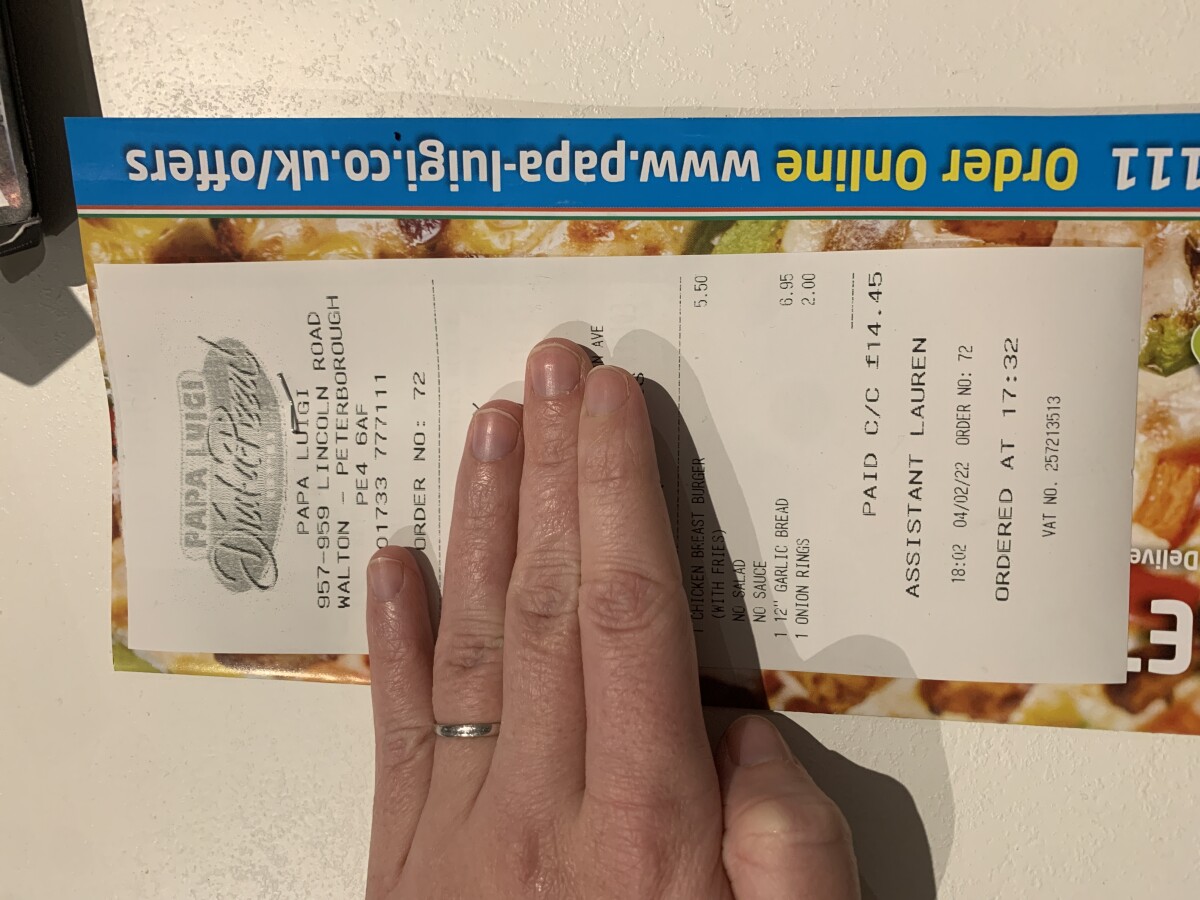 111 Order Online www.papa-luigi.co.uk/offers
PAPA LUIGI
PAPA LUIGI
957-959 LINCOLN ROAD
WALTON - PETERBOROUGH
PE4 6AF
01733 777111
ORDER NO: 72
AVE
1 CHICKEN BREAST BURGER 5.50
(WITH FRIES)
NO SALAD
NO SAUCE
1 12" GARLIC BREAD 6.95
1 ONION RINGS 2.00
PAID C/C £14.45
ASSISTANT LAUREN
18:02 04/02/22 ORDER NO: 72
ORDERED AT 17:32
VAT NO. 257213513